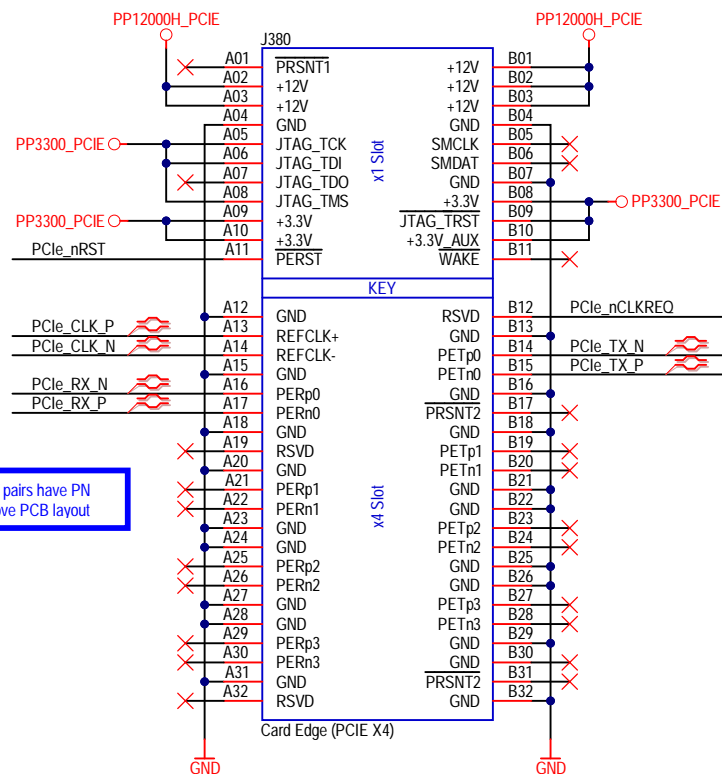 PP12000H_PCIE
PP12000H_PCIE
J380
A01 PRSNT1 +12V B01
A02 +12V +12V B02
A03 +12V +12V B03
A04 GND GND B04
PP3300_PCIE A05 JTAG_TCK SMCLK B05
A06 JTAG_TDI SMDAT B06
A07 JTAG_TDO GND B07
A08 JTAG_TMS +3.3V B08 PP3300_PCIE
PP3300_PCIE A09 +3.3V JTAG_TRST B09
A10 +3.3V +3.3V_AUX B10
PCIe_nRST A11 PERST WAKE B11
x1 Slot
KEY
A12 GND RSVD B12 PCIe_nCLKREQ
PCIe_CLK_P A13 REFCLK+ GND B13
PCIe_CLK_N A14 REFCLK- PETp0 B14 PCIe_TX_N
A15 GND PETn0 B15 PCIe_TX_P
PCIe_RX_N A16 PERp0 GND B16
PCIe_RX_P A17 PERn0 PRSNT2 B17
A18 GND GND B18
A19 RSVD PETp1 B19
A20 GND PETn1 B20
A21 PERp1 GND B21
A22 PERn1 GND B22
A23 GND PETp2 B23
A24 GND PETn2 B24
A25 PERp2 GND B25
A26 PERn2 GND B26
A27 GND PETp3 B27
A28 GND PETn3 B28
A29 PERp3 GND B29
A30 PERn3 GND B30
A31 GND PRSNT2 B31
A32 RSVD GND B32
x4 Slot
pairs have PN
ove PCB layout
Card Edge (PCIE X4)
GND
GND